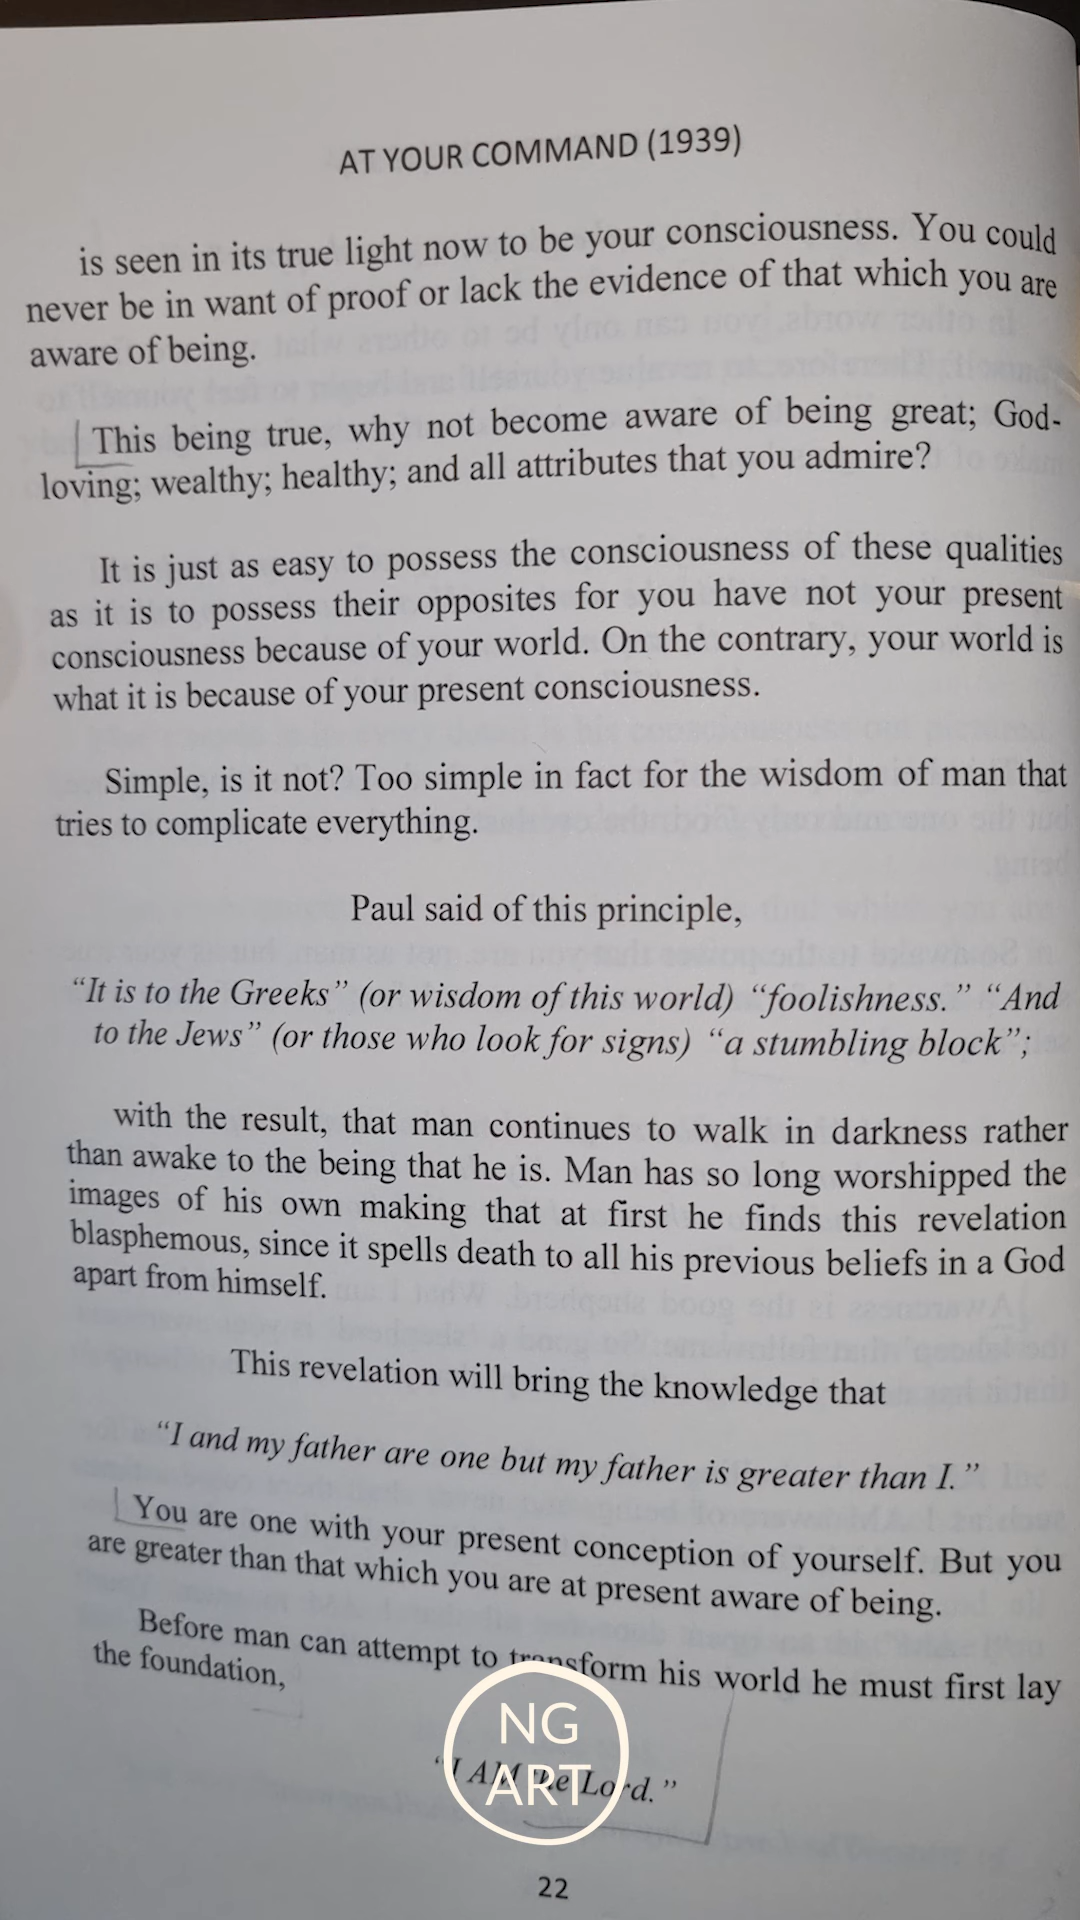 AT YOUR COMMAND (1939)
is seen in its true light now to be your consciousness. You could
never be in want of proof or lack the evidence of that which you are
aware of being.
This being true, why not become aware of being great; God-
loving; wealthy; healthy; and all attributes that you admire?
It is just as easy to possess the consciousness of these qualities
as it is to possess their opposites for you have not your present
consciousness because of your world. On the contrary, your world is
what it is because of your present consciousness.
Simple, is it not? Too simple in fact for the wisdom of man that
tries to complicate everything.
Paul said of this principle,
“It is to the Greeks” (or wisdom of this world) “foolishness.” “And
to the Jews” (or those who look for signs) “a stumbling block”;
with the result, that man continues to walk in darkness rather
than awake to the being that he is. Man has so long worshipped the
images of his own making that at first he finds this revelation
blasphemous, since it spells death to all his previous beliefs in a God
apart from himself.
This revelation will bring the knowledge that
“I and my father are one but my father is greater than I.”
You are one with your present conception of yourself. But you
are greater than that which you are at present aware of being.
Before man can attempt to transform his world he must first lay
the foundation,
“I AM the Lord.”
NG
ART
22